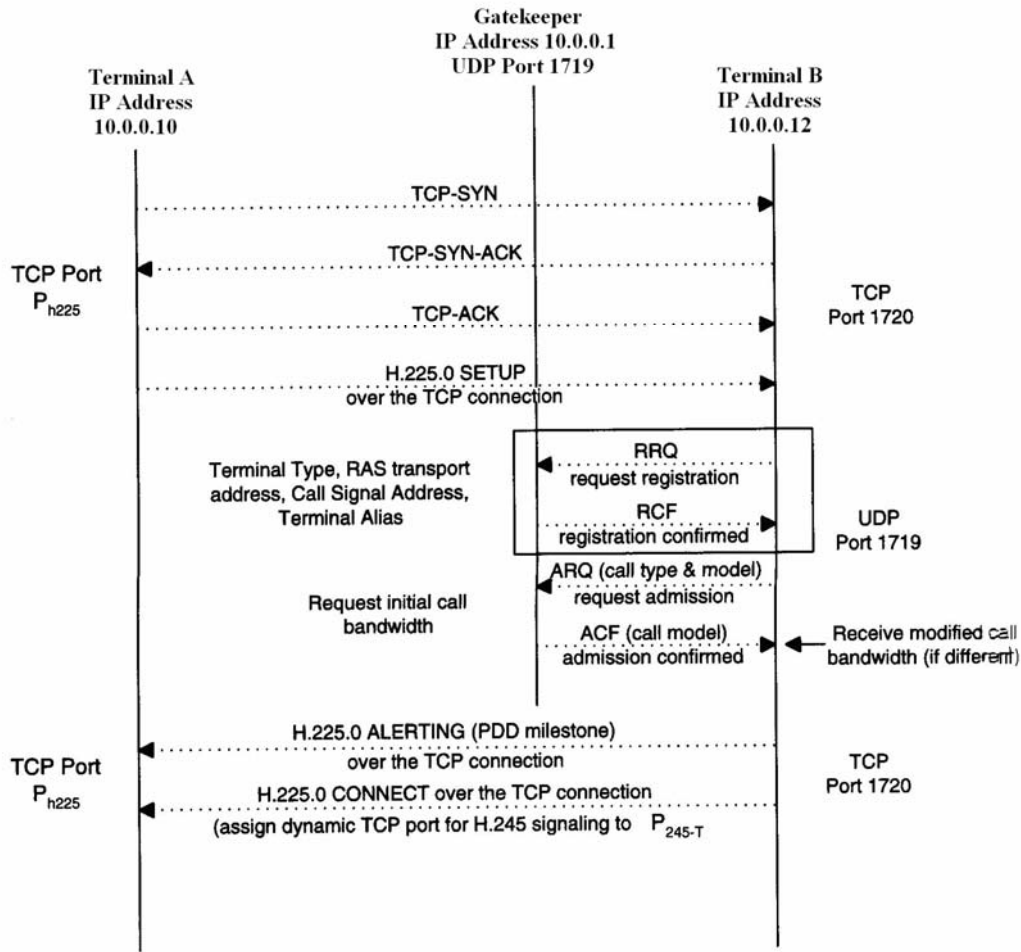 Gatekeeper
IP Address 10.0.0.1
UDP Port 1719
Terminal A
IP Address
10.0.0.10
Terminal B
IP Address
10.0.0.12
TCP-SYN
TCP-SYN-ACK
TCP Port
Ph225
TCP
Port 1720
TCP-ACK
H.225.0 SETUP
over the TCP connection
RRQ
request registration
Terminal Type, RAS transport
address, Call Signal Address,
Terminal Alias
RCF
registration confirmed
UDP
Port 1719
ARQ (call type & model)
request admission
Request initial call
bandwidth
ACF (call model)
admission confirmed
Receive modified call
bandwidth (if different)
H.225.0 ALERTING (PDD milestone)
over the TCP connection
TCP Port
Ph225
TCP
Port 1720
H.225.0 CONNECT over the TCP connection
(assign dynamic TCP port for H.245 signaling to P245-T